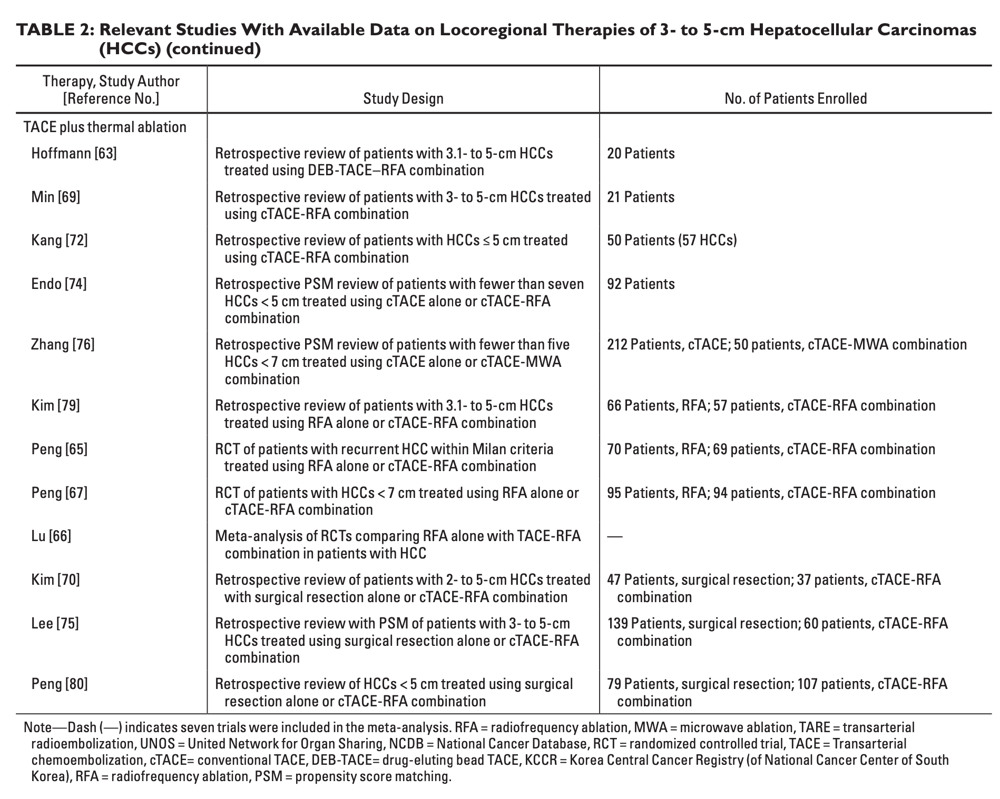 TABLE 2: Relevant Studies With Available Data on Locoregional Therapies of 3- to 5-cm Hepatocellular Carcinomas
(HCCs) (continued)
Therapy, Study Author
[Reference No.]
Study Design
No. of Patients Enrolled
TACE plus thermal ablation
Hoffmann [63]
Retrospective review of patients with 3.1- to 5-cm HCCs
treated using DEB-TACE–RFA combination
20 Patients
Min [69]
Retrospective review of patients with 3- to 5-cm HCCs treated
using cTACE-RFA combination
21 Patients
Kang [72]
Retrospective review of patients with HCCs ≤ 5 cm treated
using cTACE-RFA combination
50 Patients (57 HCCs)
Endo [74]
Retrospective PSM review of patients with fewer than seven
HCCs < 5 cm treated using cTACE alone or cTACE-RFA
combination
92 Patients
Zhang [76]
Retrospective PSM review of patients with fewer than five
HCCs < 7 cm treated using cTACE alone or cTACE-MWA
combination
212 Patients, cTACE; 50 patients, cTACE-MWA combination
Kim [79]
Retrospective review of patients with 3.1- to 5-cm HCCs
treated using RFA alone or cTACE-RFA combination
66 Patients, RFA; 57 patients, cTACE-RFA combination
Peng [65]
RCT of patients with recurrent HCC within Milan criteria
treated using RFA alone or cTACE-RFA combination
70 Patients, RFA; 69 patients, cTACE-RFA combination
Peng [67]
RCT of patients with HCCs < 7 cm treated using RFA alone or
cTACE-RFA combination
95 Patients, RFA; 94 patients, cTACE-RFA combination
Lu [66]
Meta-analysis of RCTs comparing RFA alone with TACE-RFA
combination in patients with HCC
—
Kim [70]
Retrospective review of patients with 2- to 5-cm HCCs treated
with surgical resection alone or cTACE-RFA combination
47 Patients, surgical resection; 37 patients, cTACE-RFA
combination
Lee [75]
Retrospective review with PSM of patients with 3- to 5-cm
HCCs treated using surgical resection alone or cTACE-RFA
combination
139 Patients, surgical resection; 60 patients, cTACE-RFA
combination
Peng [80]
Retrospective review of HCCs < 5 cm treated using surgical
resection alone or cTACE-RFA combination
79 Patients, surgical resection; 107 patients, cTACE-RFA
combination
Note—Dash (—) indicates seven trials were included in the meta-analysis. RFA = radiofrequency ablation, MWA = microwave ablation, TARE = transarterial
radioembolization, UNOS = United Network for Organ Sharing, NCDB = National Cancer Database, RCT = randomized controlled trial, TACE = Transarterial
chemoembolization, cTACE= conventional TACE, DEB-TACE= drug-eluting bead TACE, KCCR = Korea Central Cancer Registry (of National Cancer Center of South
Korea), RFA = radiofrequency ablation, PSM = propensity score matching.